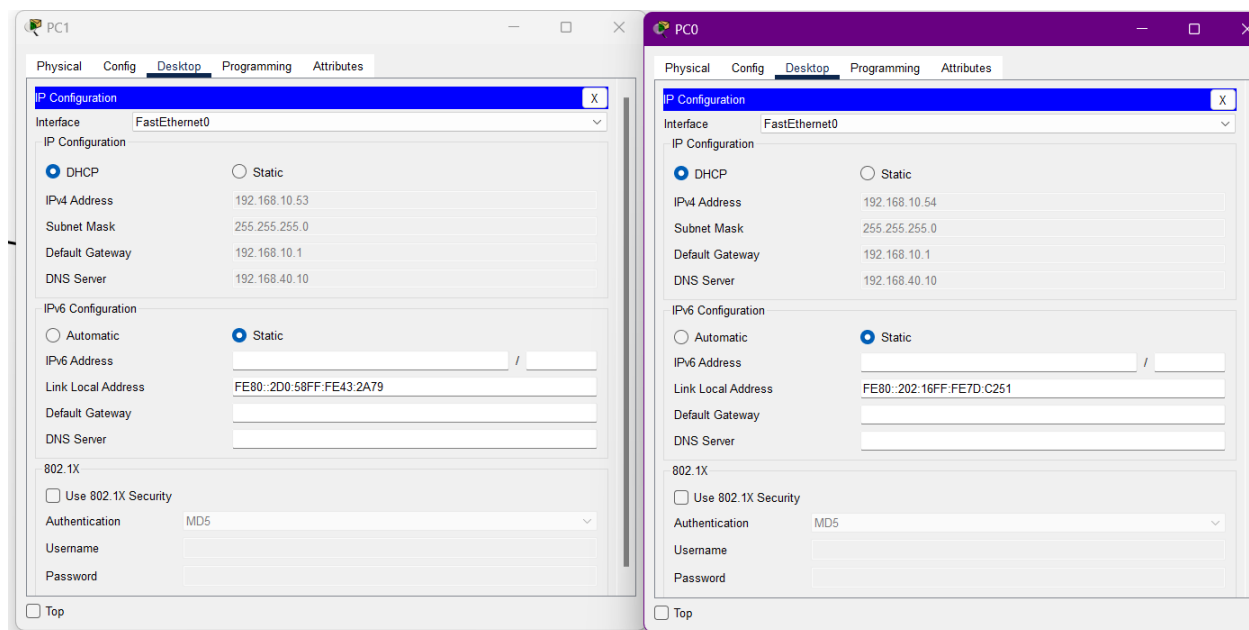 PC1
Physical Config Desktop Programming Attributes
IP Configuration X
Interface FastEthernet0
IP Configuration
DHCP Static
IPv4 Address 192.168.10.53
Subnet Mask 255.255.255.0
Default Gateway 192.168.10.1
DNS Server 192.168.40.10
IPv6 Configuration
Automatic Static
IPv6 Address /
Link Local Address FE80::2D0:58FF:FE43:2A79
Default Gateway
DNS Server
802.1X
Use 802.1X Security
Authentication MD5
Username
Password
Top
PC0
Physical Config Desktop Programming Attributes
IP Configuration X
Interface FastEthernet0
IP Configuration
DHCP Static
IPv4 Address 192.168.10.54
Subnet Mask 255.255.255.0
Default Gateway 192.168.10.1
DNS Server 192.168.40.10
IPv6 Configuration
Automatic Static
IPv6 Address /
Link Local Address FE80::202:16FF:FE7D:C251
Default Gateway
DNS Server
802.1X
Use 802.1X Security
Authentication MD5
Username
Password
Top